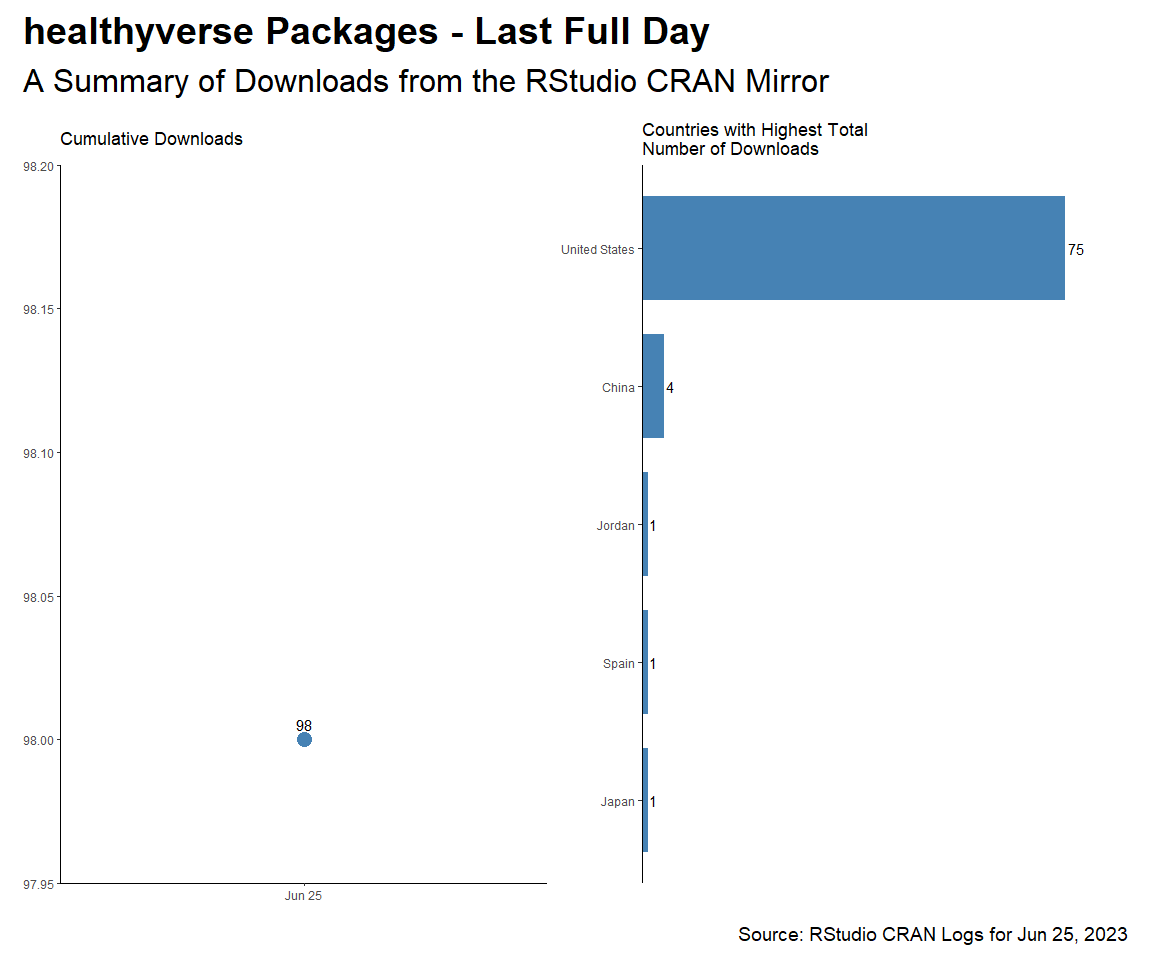 healthyverse Packages - Last Full Day
A Summary of Downloads from the RStudio CRAN Mirror
Cumulative Downloads
98.20
98.15
98.10
98.05
98.00
97.95
98
Jun 25
Countries with Highest Total
Number of Downloads
United States
75
China
4
Jordan
1
Spain
1
Japan
1
Source: RStudio CRAN Logs for Jun 25, 2023